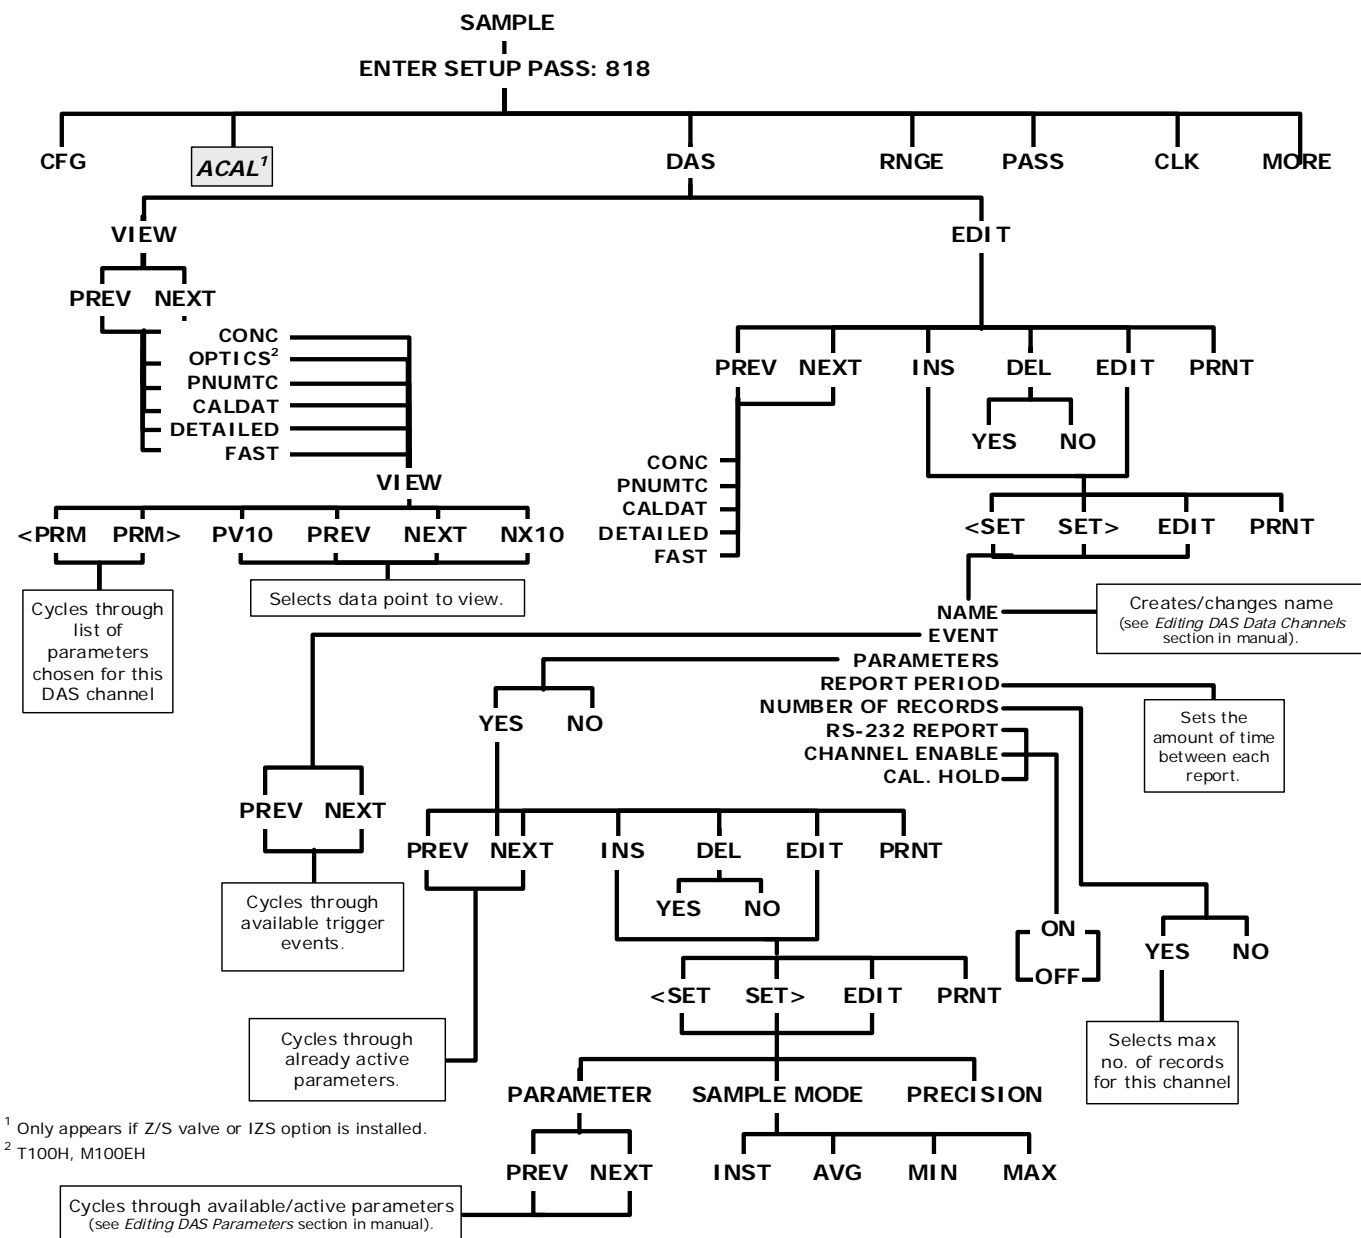 SAMPLE
ENTER SETUP PASS: 818
CFG ACAL¹ DAS RNGE PASS CLK MORE
VIEW EDIT
PREV NEXT
CONC
OPTICS²
PNUMTC
CALDAT
DETAILED
FAST
VIEW
<PRM PRM> PV10 PREV NEXT NX10
Cycles through
list of
parameters
chosen for this
DAS channel
Selects data point to view.
PREV NEXT INS DEL EDIT PRNT
YES NO
CONC
PNUMTC
CALDAT
DETAILED
FAST
<SET SET> EDIT PRNT
NAME
EVENT
PARAMETERS
REPORT PERIOD
NUMBER OF RECORDS
RS-232 REPORT
CHANNEL ENABLE
CAL. HOLD
Creates/changes name
(see Editing DAS Data Channels
section in manual).
Sets the
amount of time
between each
report.
YES NO
PREV NEXT
Cycles through
available trigger
events.
PREV NEXT INS DEL EDIT PRNT
YES NO
ON
OFF
YES NO
Selects max
no. of records
for this channel
<SET SET> EDIT PRNT
Cycles through
already active
parameters.
PARAMETER SAMPLE MODE PRECISION
PREV NEXT INST AVG MIN MAX
¹ Only appears if Z/S valve or IZS option is installed.
² T100H, M100EH
Cycles through available/active parameters
(see Editing DAS Parameters section in manual).